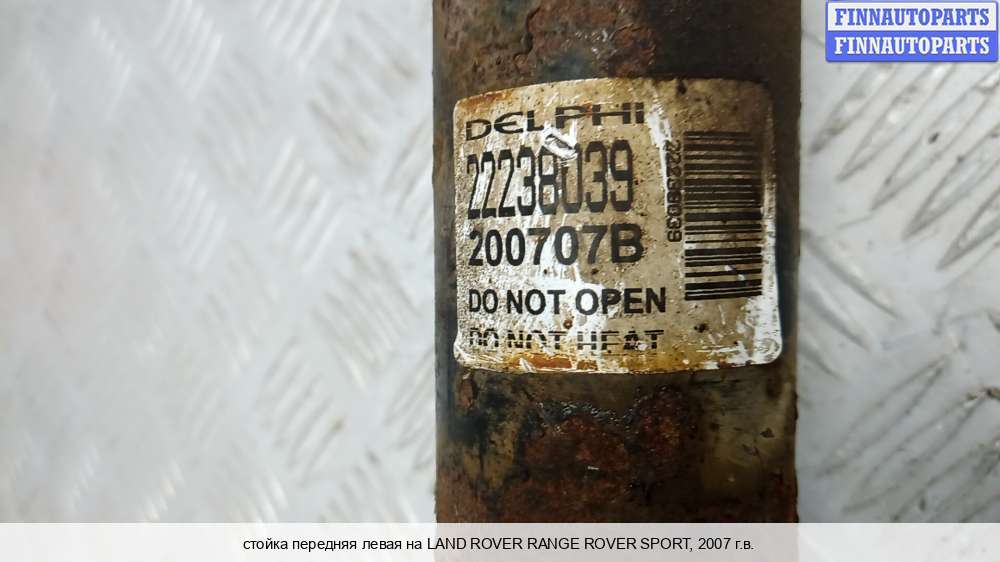 FINNAUTOPARTS
FINNAUTOPARTS
DELPHI
22238039
200707B
DO NOT OPEN
DO NOT HEAT
22238039
стойка передняя левая на LAND ROVER RANGE ROVER SPORT, 2007 г.в.